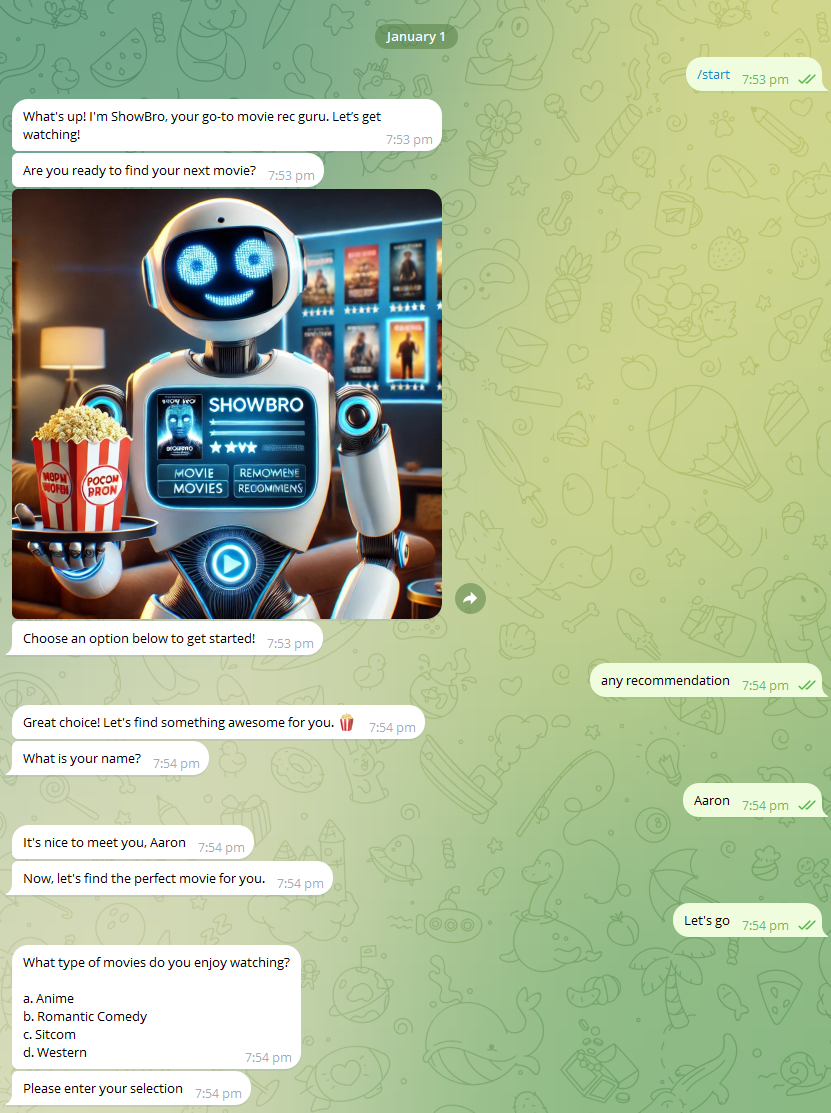 January 1
/start 7:53 pm
What's up! I'm ShowBro, your go-to movie rec guru. Let's get
watching! 7:53 pm
Are you ready to find your next movie? 7:53 pm
SHOWBRO
MOVIE
MOVIES
REMOWENE
RECOMMENS
POCOM
PRON
Choose an option below to get started! 7:53 pm
any recommendation 7:54 pm
Great choice! Let's find something awesome for you. 🍿 7:54 pm
What is your name? 7:54 pm
Aaron 7:54 pm
It's nice to meet you, Aaron 7:54 pm
Now, let's find the perfect movie for you. 7:54 pm
Let's go 7:54 pm
What type of movies do you enjoy watching?
a. Anime
b. Romantic Comedy
c. Sitcom
d. Western
7:54 pm
Please enter your selection 7:54 pm